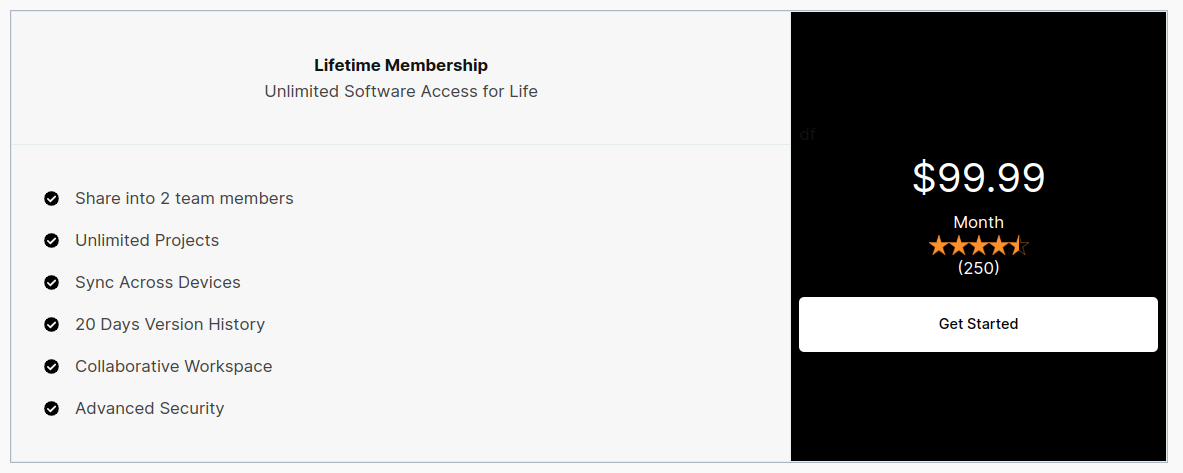 Lifetime Membership
Unlimited Software Access for Life
Share into 2 team members
Unlimited Projects
Sync Across Devices
20 Days Version History
Collaborative Workspace
Advanced Security
df
$99.99
Month
(250)
Get Started